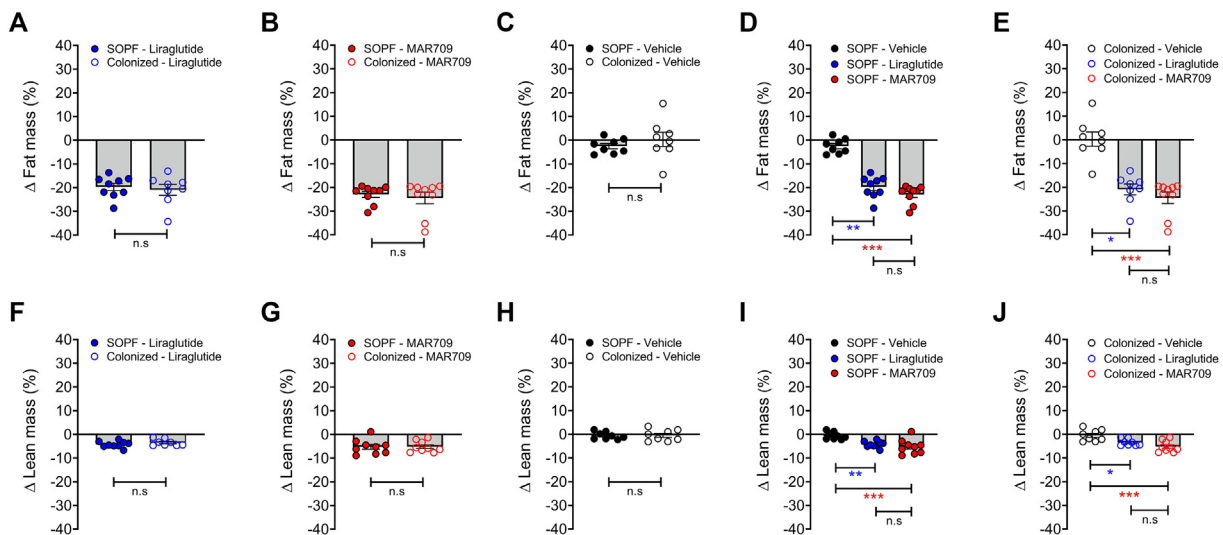 A
SOPF - Liraglutide
Colonized - Liraglutide
Δ Fat mass (%)
40
30
20
10
0
-10
-20
-30
-40
n.s
B
SOPF - MAR709
Colonized - MAR709
Δ Fat mass (%)
40
30
20
10
0
-10
-20
-30
-40
n.s
C
SOPF - Vehicle
Colonized - Vehicle
Δ Fat mass (%)
40
30
20
10
0
-10
-20
-30
-40
n.s
D
SOPF - Vehicle
SOPF - Liraglutide
SOPF - MAR709
Δ Fat mass (%)
40
30
20
10
0
-10
-20
-30
-40
**
***
n.s
E
Colonized - Vehicle
Colonized - Liraglutide
Colonized - MAR709
Δ Fat mass (%)
40
30
20
10
0
-10
-20
-30
-40
*
***
n.s
F
SOPF - Liraglutide
Colonized - Liraglutide
Δ Lean mass (%)
40
30
20
10
0
-10
-20
-30
-40
n.s
G
SOPF - MAR709
Colonized - MAR709
Δ Lean mass (%)
40
30
20
10
0
-10
-20
-30
-40
n.s
H
SOPF - Vehicle
Colonized - Vehicle
Δ Lean mass (%)
40
30
20
10
0
-10
-20
-30
-40
n.s
I
SOPF - Vehicle
SOPF - Liraglutide
SOPF - MAR709
Δ Lean mass (%)
40
30
20
10
0
-10
-20
-30
-40
**
***
n.s
J
Colonized - Vehicle
Colonized - Liraglutide
Colonized - MAR709
Δ Lean mass (%)
40
30
20
10
0
-10
-20
-30
-40
*
***
n.s